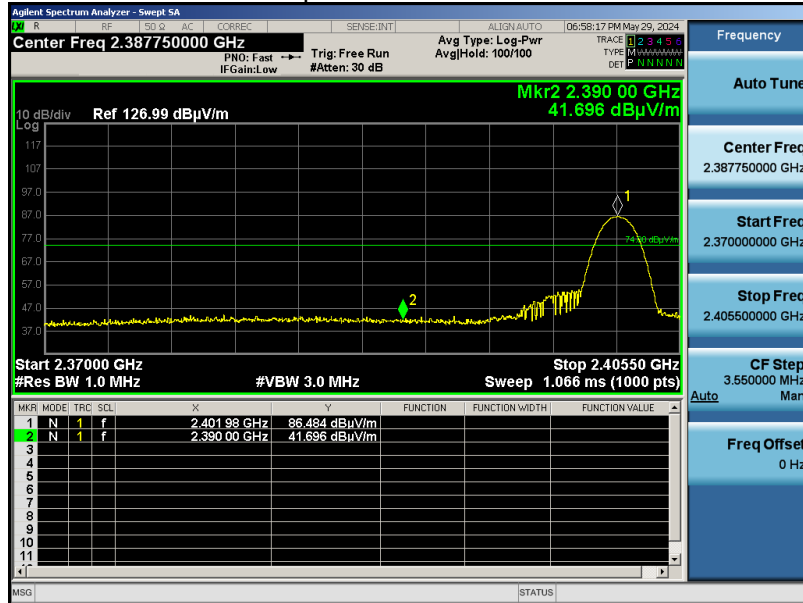 Agilent Spectrum Analyzer - Swept SA
LXI R RF 50 Ω AC CORREC SENSE:INT ALIGN AUTO 06:58:17 PM May 29, 2024
Center Freq 2.387750000 GHz
PNO: Fast
IFGain:Low
Trig: Free Run
#Atten: 30 dB
Avg Type: Log-Pwr
Avg|Hold: 100/100
TRACE 1 2 3 4 5 6
TYPE M
DET P N N N N N
Mkr2 2.390 00 GHz
41.696 dBµV/m
10 dB/div Ref 126.99 dBµV/m
Log
117
107
97.0
87.0
77.0
67.0
57.0
47.0
37.0
1
2
74.00 dBµV/m
Start 2.37000 GHz Stop 2.40550 GHz
#Res BW 1.0 MHz #VBW 3.0 MHz Sweep 1.066 ms (1000 pts)
MKR MODE TRC SCL X Y FUNCTION FUNCTION WIDTH FUNCTION VALUE
1 N 1 f 2.401 98 GHz 86.484 dBµV/m
2 N 1 f 2.390 00 GHz 41.696 dBµV/m
3
4
5
6
7
8
9
10
11
MSG STATUS
Frequency
Auto Tune
Center Freq
2.387750000 GHz
Start Freq
2.370000000 GHz
Stop Freq
2.405500000 GHz
CF Step
3.550000 MHz
Auto Man
Freq Offset
0 Hz